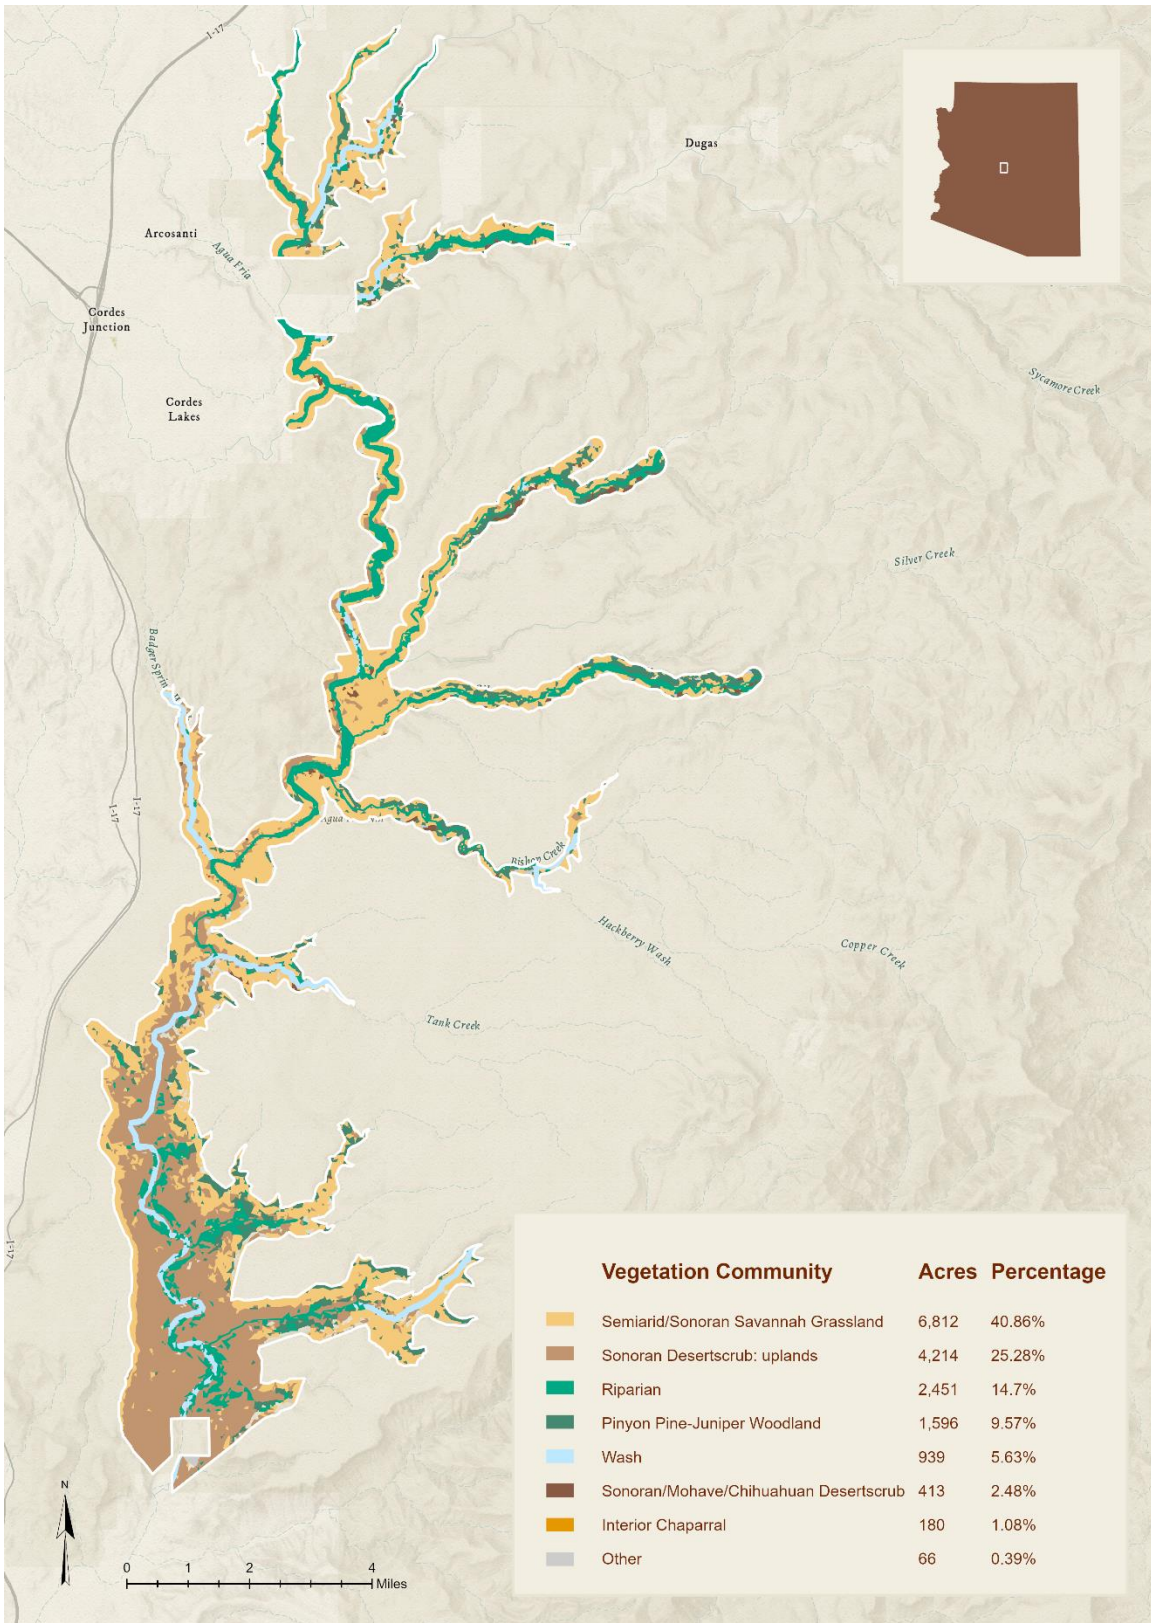 I-17
Dugas
Arcosanti
Agua Fria
Cordes
Junction
Sycamore Creek
Cordes
Lakes
Silver Creek
Badger Sprin
I-17
I-17
Agua
Bishop Creek
Hackberry Wash
Copper Creek
Tank Creek
I-17
Vegetation Community Acres Percentage
Semiarid/Sonoran Savannah Grassland 6,812 40.86%
Sonoran Desertscrub: uplands 4,214 25.28%
Riparian 2,451 14.7%
Pinyon Pine-Juniper Woodland 1,596 9.57%
Wash 939 5.63%
Sonoran/Mohave/Chihuahuan Desertscrub 413 2.48%
Interior Chaparral 180 1.08%
Other 66 0.39%
N
0 1 2 4
Miles